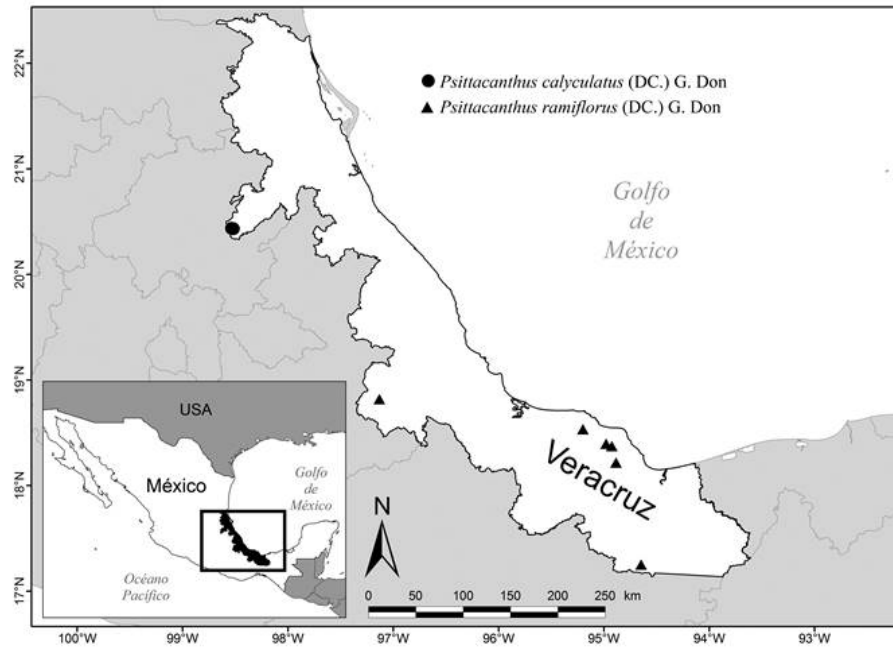 22°N
21°N
20°N
19°N
18°N
17°N
● Psittacanthus calyculatus (DC.) G. Don
▲ Psittacanthus ramiflorus (DC.) G. Don
Golfo
de
México
Veracruz
USA
México
Golfo
de
México
Océano
Pacífico
N
0 50 100 150 200 250
km
100°W 99°W 98°W 97°W 96°W 95°W 94°W 93°W